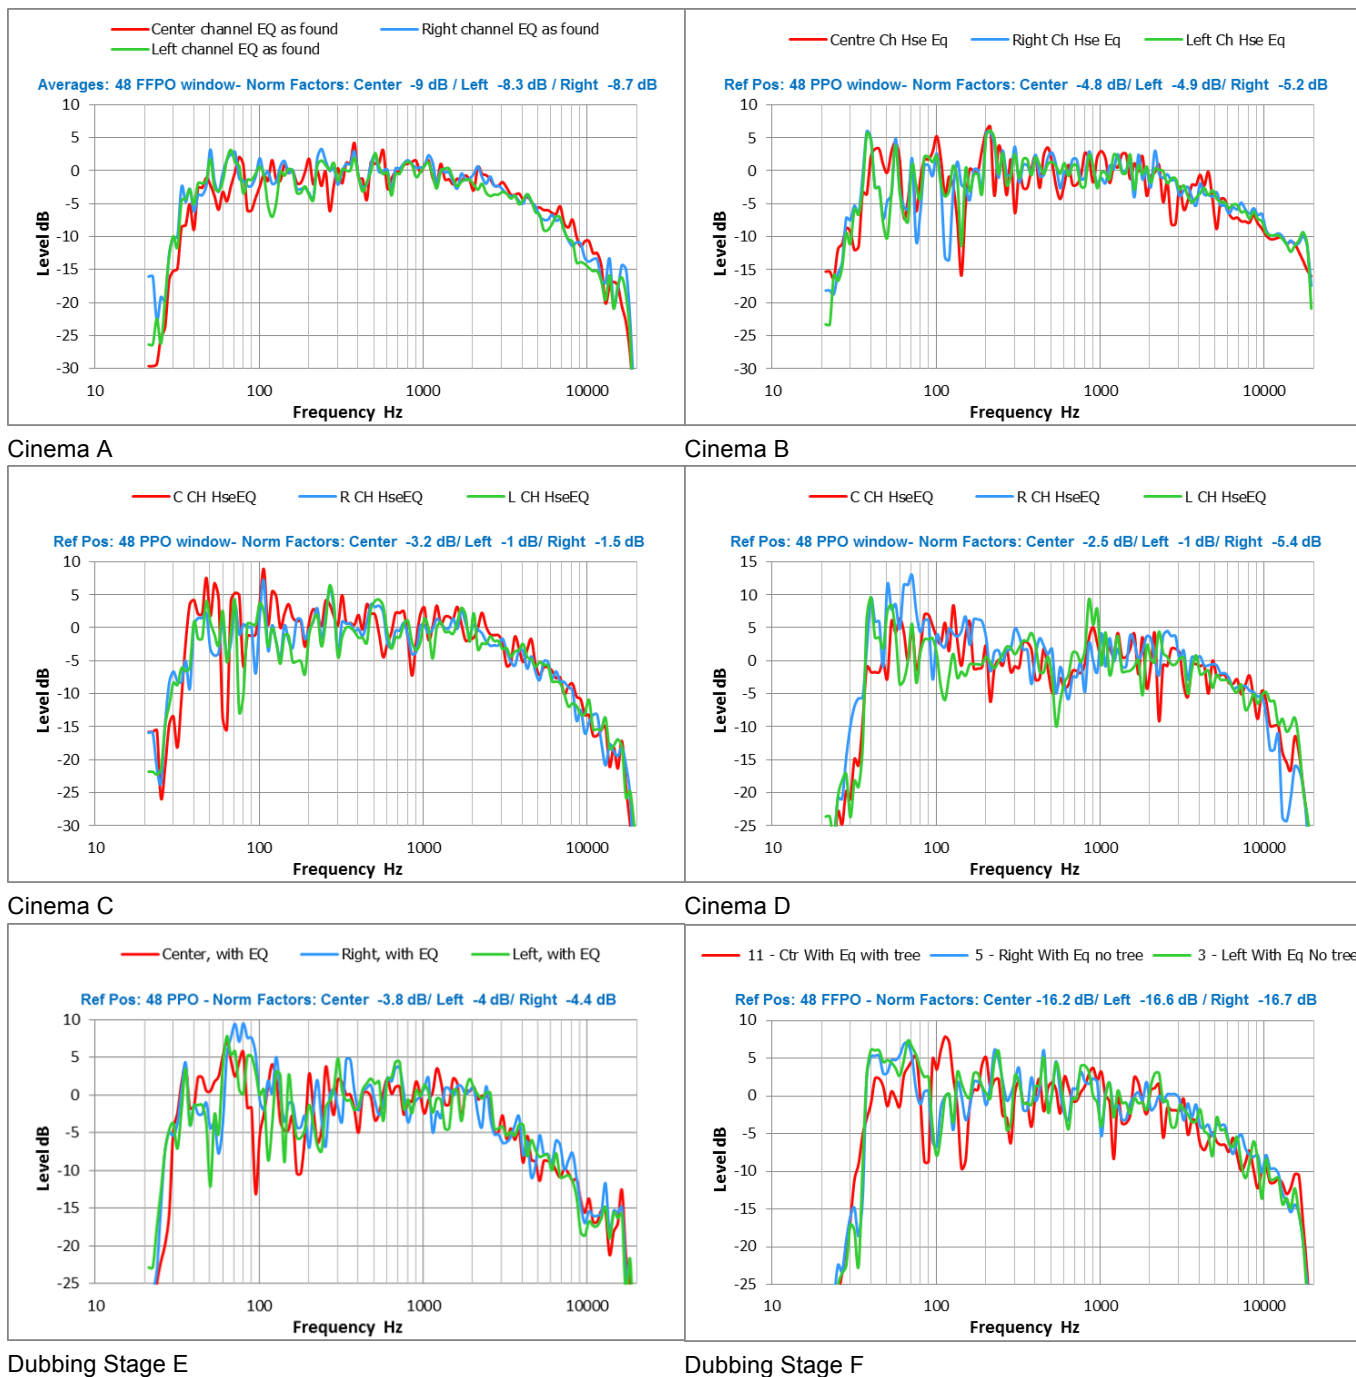 Center channel EQ as found Right channel EQ as found
Left channel EQ as found
Averages: 48 FFPO window- Norm Factors: Center -9 dB / Left -8.3 dB / Right -8.7 dB
10
5
0
-5
-10
-15
-20
-25
-30
Level dB
10 100 1000 10000
Frequency Hz
Cinema A
Centre Ch Hse Eq Right Ch Hse Eq Left Ch Hse Eq
Ref Pos: 48 PPO window- Norm Factors: Center -4.8 dB/ Left -4.9 dB/ Right -5.2 dB
10
5
0
-5
-10
-15
-20
-25
-30
Level dB
10 100 1000 10000
Frequency Hz
Cinema B
C CH HseEQ R CH HseEQ L CH HseEQ
Ref Pos: 48 PPO window- Norm Factors: Center -3.2 dB/ Left -1 dB/ Right -1.5 dB
10
5
0
-5
-10
-15
-20
-25
-30
Level dB
10 100 1000 10000
Frequency Hz
Cinema C
C CH HseEQ R CH HseEQ L CH HseEQ
Ref Pos: 48 PPO window- Norm Factors: Center -2.5 dB/ Left -1 dB/ Right -5.4 dB
15
10
5
0
-5
-10
-15
-20
-25
Level dB
10 100 1000 10000
Frequency Hz
Cinema D
Center, with EQ Right, with EQ Left, with EQ
Ref Pos: 48 PPO - Norm Factors: Center -3.8 dB/ Left -4 dB/ Right -4.4 dB
10
5
0
-5
-10
-15
-20
-25
Level dB
10 100 1000 10000
Frequency Hz
Dubbing Stage E
11 - Ctr With Eq with tree 5 - Right With Eq no tree 3 - Left With Eq No tree
Ref Pos: 48 FFPO - Norm Factors: Center -16.2 dB/ Left -16.6 dB / Right -16.7 dB
10
5
0
-5
-10
-15
-20
-25
Level dB
10 100 1000 10000
Frequency Hz
Dubbing Stage F